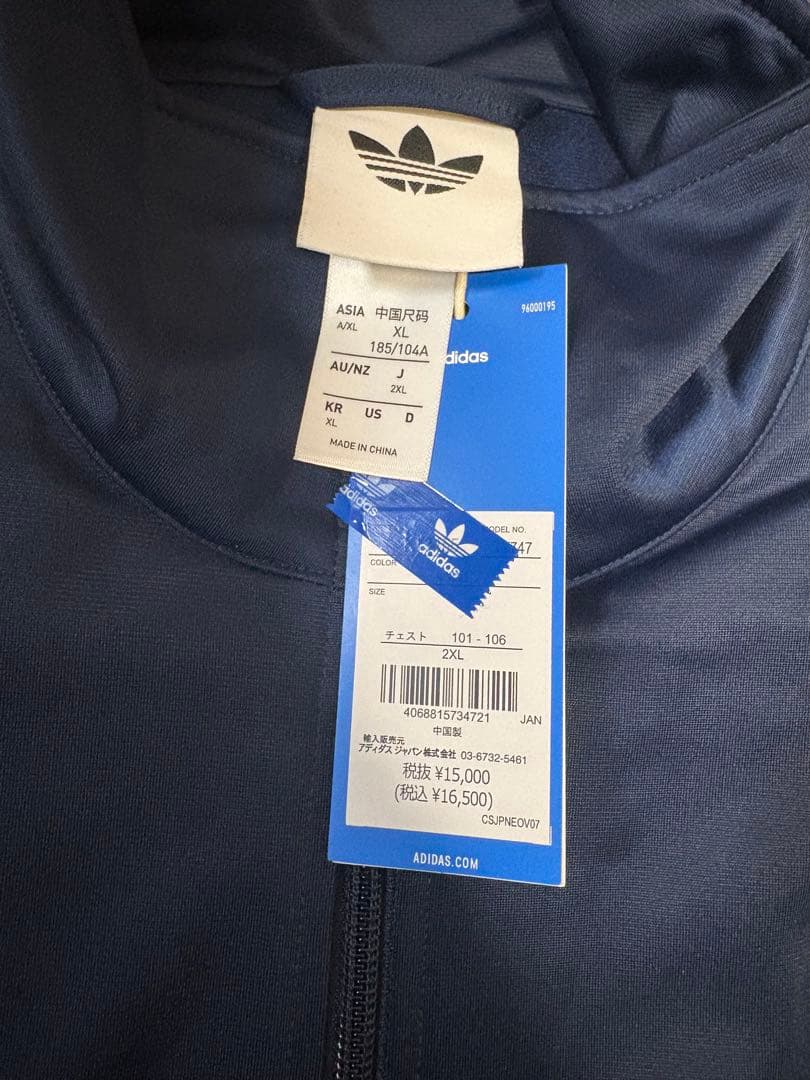 ASIA 中国尺码
A/XL XL
185/104A
AU/NZ J
2XL
KR US D
XL
MADE IN CHINA
96000195
adidas
adidas
adidas
MODEL NO.
747
COLOR
SIZE
チェスト 101 - 106
2XL
4068815734721 JAN
中国製
輸入販売元
アディダス ジャパン株式会社 03-6732-5461
税抜 ¥15,000
(税込 ¥16,500)
CSJPNEOV07
ADIDAS.COM